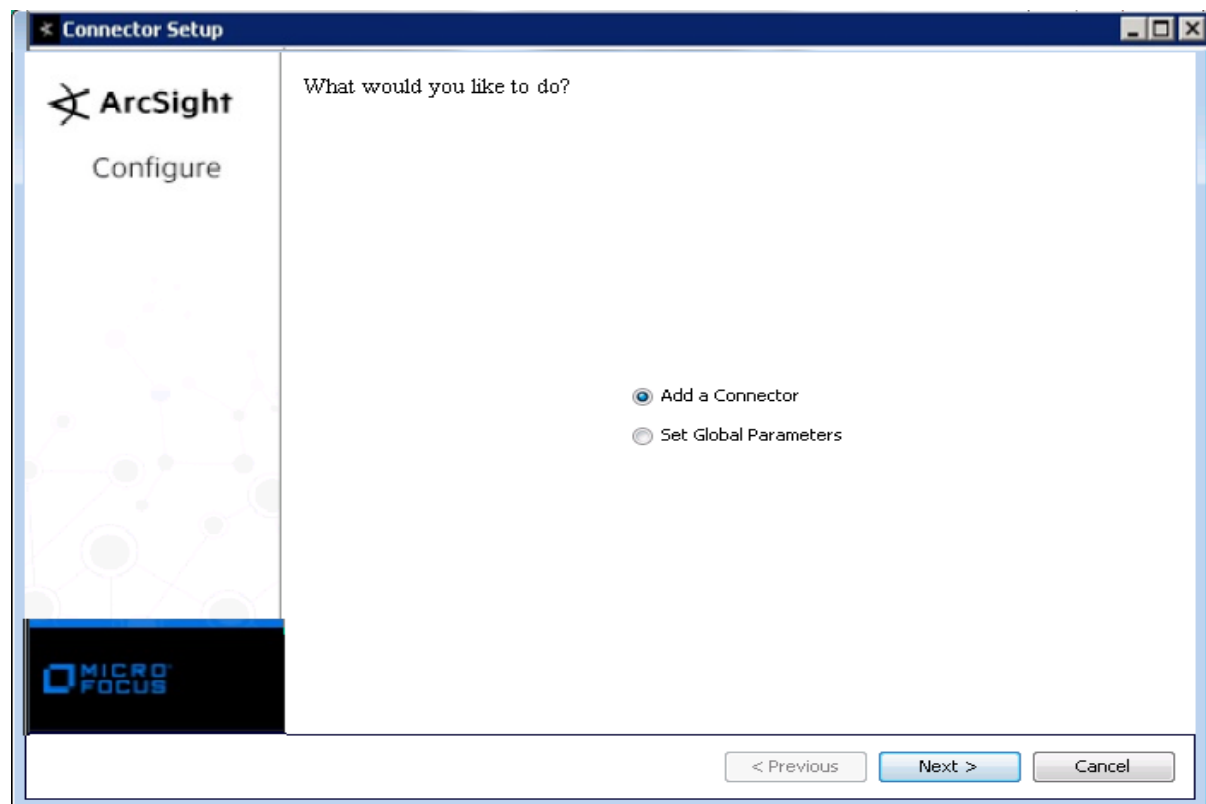 Connector Setup
ArcSight
Configure
What would you like to do?
Add a Connector
Set Global Parameters
MICRO
FOCUS
< Previous
Next >
Cancel